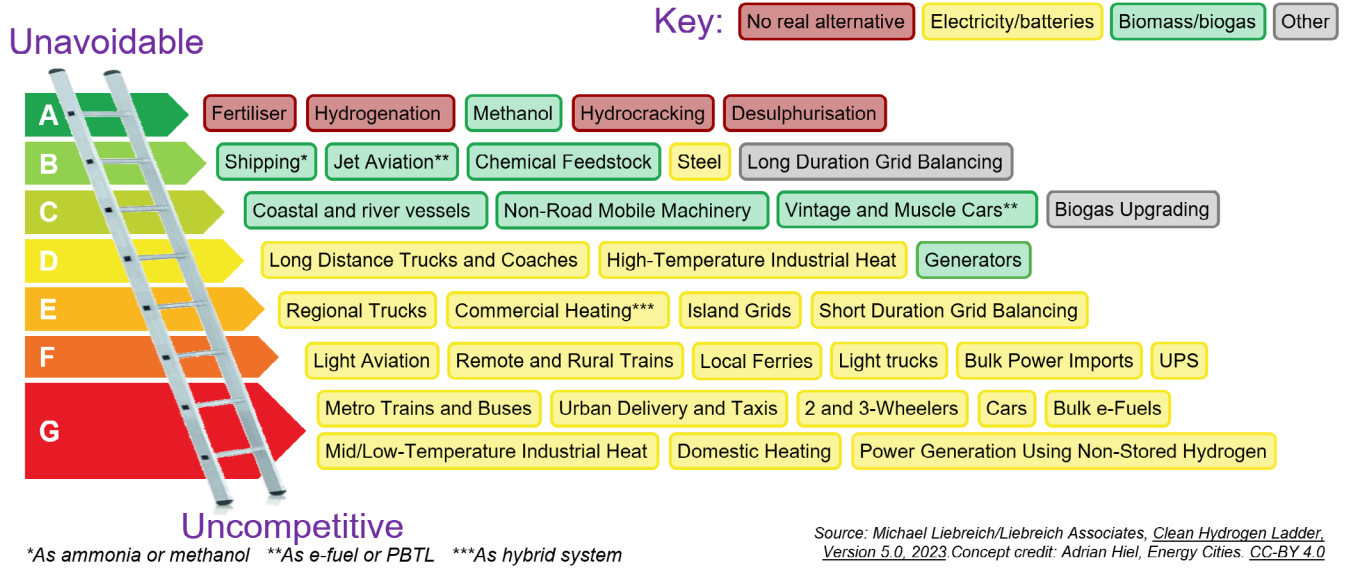 Key: No real alternative Electricity/batteries Biomass/biogas Other
Unavoidable
A Fertiliser Hydrogenation Methanol Hydrocracking Desulphurisation
B Shipping* Jet Aviation** Chemical Feedstock Steel Long Duration Grid Balancing
C Coastal and river vessels Non-Road Mobile Machinery Vintage and Muscle Cars** Biogas Upgrading
D Long Distance Trucks and Coaches High-Temperature Industrial Heat Generators
E Regional Trucks Commercial Heating*** Island Grids Short Duration Grid Balancing
F Light Aviation Remote and Rural Trains Local Ferries Light trucks Bulk Power Imports UPS
G Metro Trains and Buses Urban Delivery and Taxis 2 and 3-Wheelers Cars Bulk e-Fuels
Mid/Low-Temperature Industrial Heat Domestic Heating Power Generation Using Non-Stored Hydrogen
Uncompetitive
*As ammonia or methanol **As e-fuel or PBTL ***As hybrid system
Source: Michael Liebreich/Liebreich Associates, Clean Hydrogen Ladder,
Version 5.0, 2023.Concept credit: Adrian Hiel, Energy Cities. CC-BY 4.0